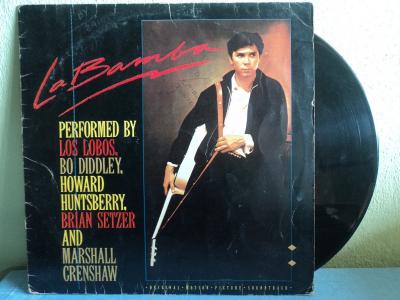 La Bamba
PERFORMED BY
LOS LOBOS,
BO DIDDLEY,
HOWARD
HUNTSBERRY,
BRIAN SETZER
AND
MARSHALL
CRENSHAW
·ORIGINAL·MOTION·PICTURE·SOUNDTRACK·